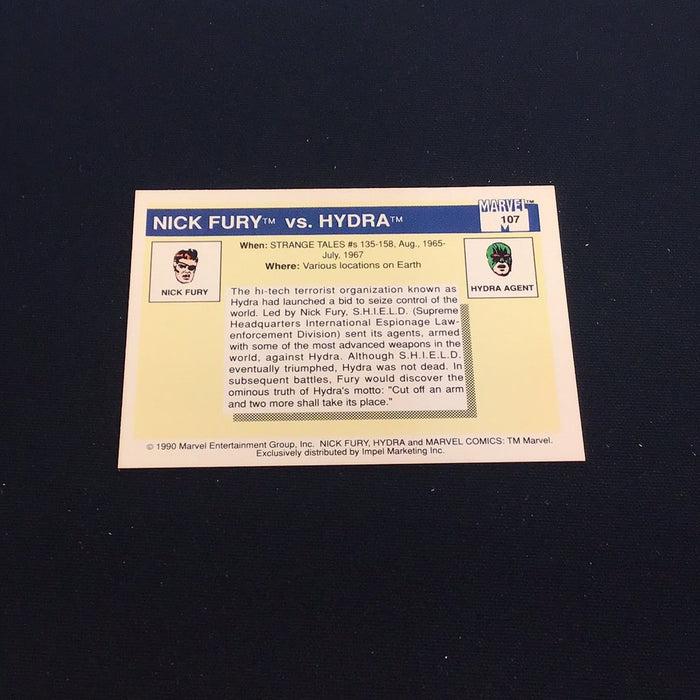 NICK FURY™ vs. HYDRA™
MARVEL™
107
When: STRANGE TALES #s 135-158, Aug., 1965-
July, 1967
Where: Various locations on Earth
NICK FURY
HYDRA AGENT
The hi-tech terrorist organization known as
Hydra had launched a bid to seize control of the
world. Led by Nick Fury, S.H.I.E.L.D. (Supreme
Headquarters International Espionage Law-
enforcement Division) sent its agents, armed
with some of the most advanced weapons in the
world, against Hydra. Although S.H.I.E.L.D.
eventually triumphed, Hydra was not dead. In
subsequent battles, Fury would discover the
ominous truth of Hydra's motto: "Cut off an arm
and two more shall take its place."
© 1990 Marvel Entertainment Group, Inc. NICK FURY, HYDRA and MARVEL COMICS: TM Marvel.
Exclusively distributed by Impel Marketing Inc.